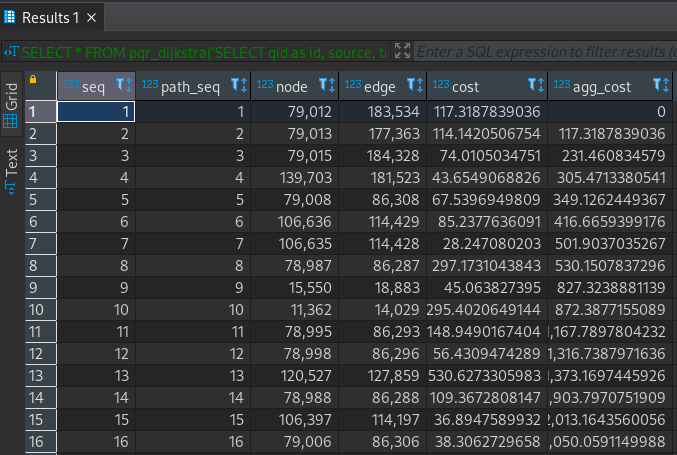 Results 1
SELECT * FROM pgr_dijkstra('SELECT gid as id, source, t Enter a SQL expression to filter results (u
Grid
Text
123 seq 123 path_seq 123 node 123 edge 123 cost 123 agg_cost
1 1 1 79,012 183,534 117.3187839036 0
2 2 2 79,013 177,363 114.1420506754 117.3187839036
3 3 3 79,015 184,328 74.0105034751 231.460834579
4 4 4 139,703 181,523 43.6549068826 305.4713380541
5 5 5 79,008 86,308 67.5396949809 349.1262449367
6 6 6 106,636 114,429 85.2377636091 416.6659399176
7 7 7 106,635 114,428 28.247080203 501.9037035267
8 8 8 78,987 86,287 297.1731043843 530.1507837296
9 9 9 15,550 18,883 45.063827395 827.3238881139
10 10 10 11,362 14,029 295.4020649144 872.3877155089
11 11 11 78,995 86,293 148.9490167404 ,167.7897804232
12 12 12 78,998 86,296 56.4309474289 ,316.7387971636
13 13 13 120,527 127,859 530.6273305983 ,373.1697445926
14 14 14 78,988 86,288 109.3672808147 ,903.7970751909
15 15 15 106,397 114,197 36.8947589932 ,013.1643560056
16 16 16 79,006 86,306 38.3062729658 ,050.0591149988